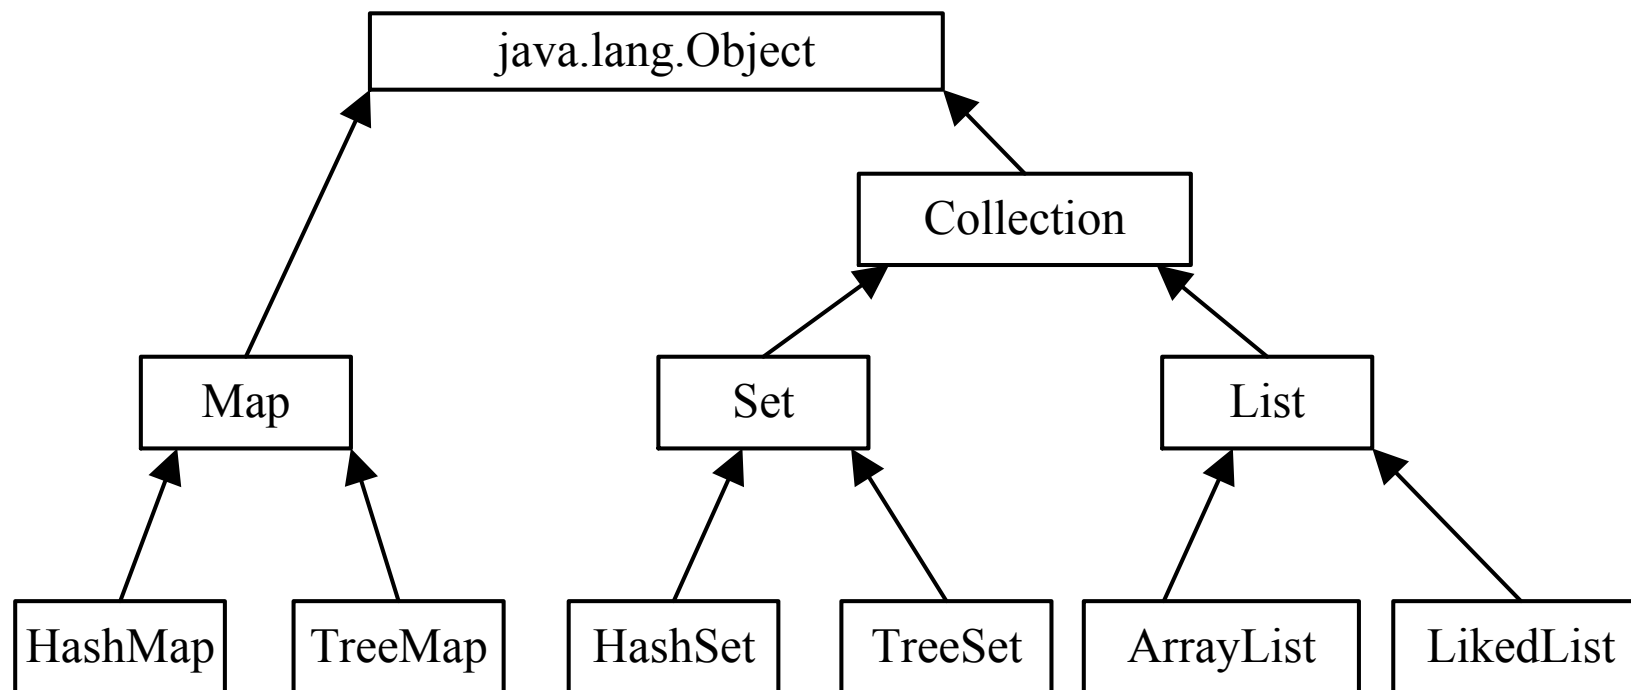 java.lang.Object
Collection
Map
Set
List
HashMap
TreeMap
HashSet
TreeSet
ArrayList
LikedList